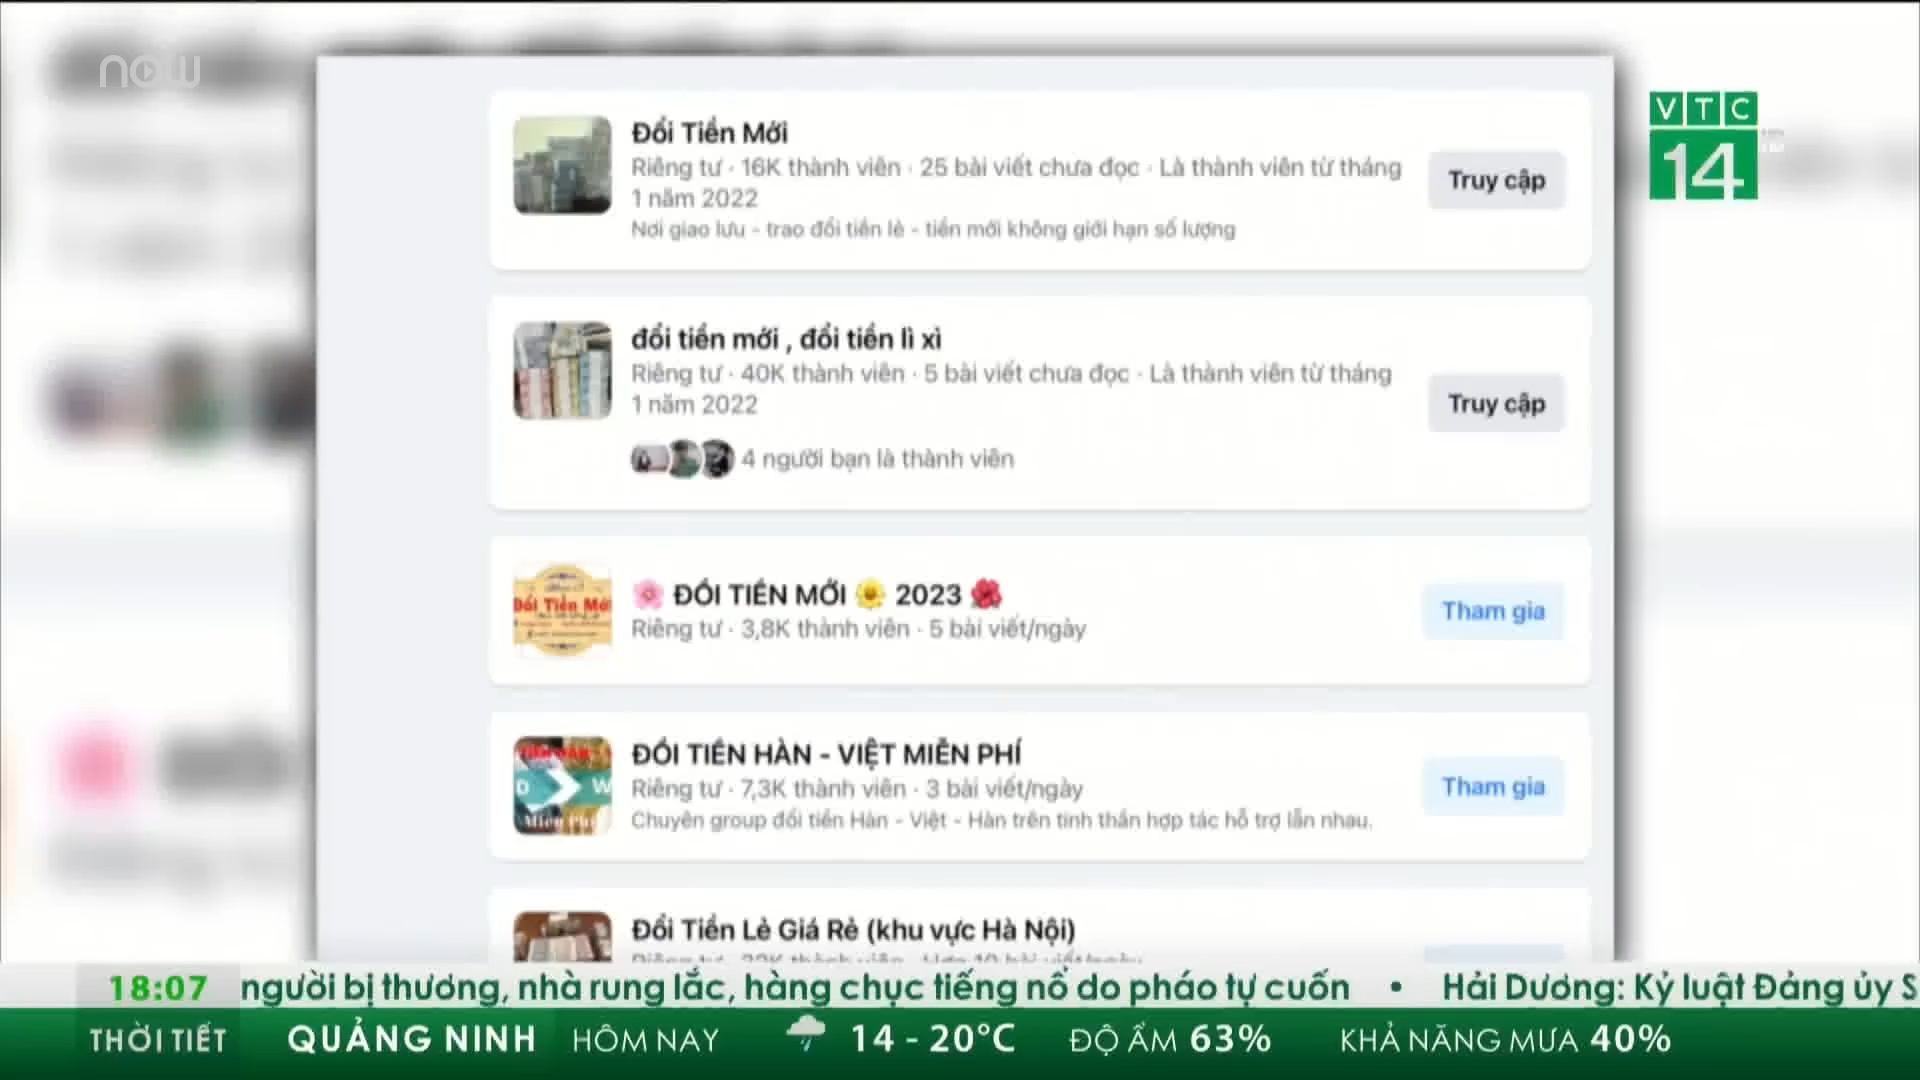 now
VTC
14
Đổi Tiền Mới
Riêng tư · 16K thành viên · 25 bài viết chưa đọc · Là thành viên từ tháng
1 năm 2022
Nơi giao lưu - trao đổi tiền lẻ - tiền mới không giới hạn số lượng
Truy cập
đổi tiền mới , đổi tiền lì xì
Riêng tư · 40K thành viên · 5 bài viết chưa đọc · Là thành viên từ tháng
1 năm 2022
4 người bạn là thành viên
Truy cập
Đổi Tiền Mới
🌸 ĐỔI TIỀN MỚI 🌼 2023 🌺
Riêng tư · 3,8K thành viên · 5 bài viết/ngày
Tham gia
D W
ĐỔI TIỀN HÀN - VIỆT MIỄN PHÍ
Riêng tư · 7,3K thành viên · 3 bài viết/ngày
Chuyên group đổi tiền Hàn - Việt - Hàn trên tinh thần hợp tác hỗ trợ lẫn nhau.
Tham gia
Đổi Tiền Lẻ Giá Rẻ (khu vực Hà Nội)
18:07 người bị thương, nhà rung lắc, hàng chục tiếng nổ do pháo tự cuốn • Hải Dương: Kỷ luật Đảng ủy S
THỜI TIẾT QUẢNG NINH HÔM NAY 14 - 20°C ĐỘ ẨM 63% KHẢ NĂNG MƯA 40%